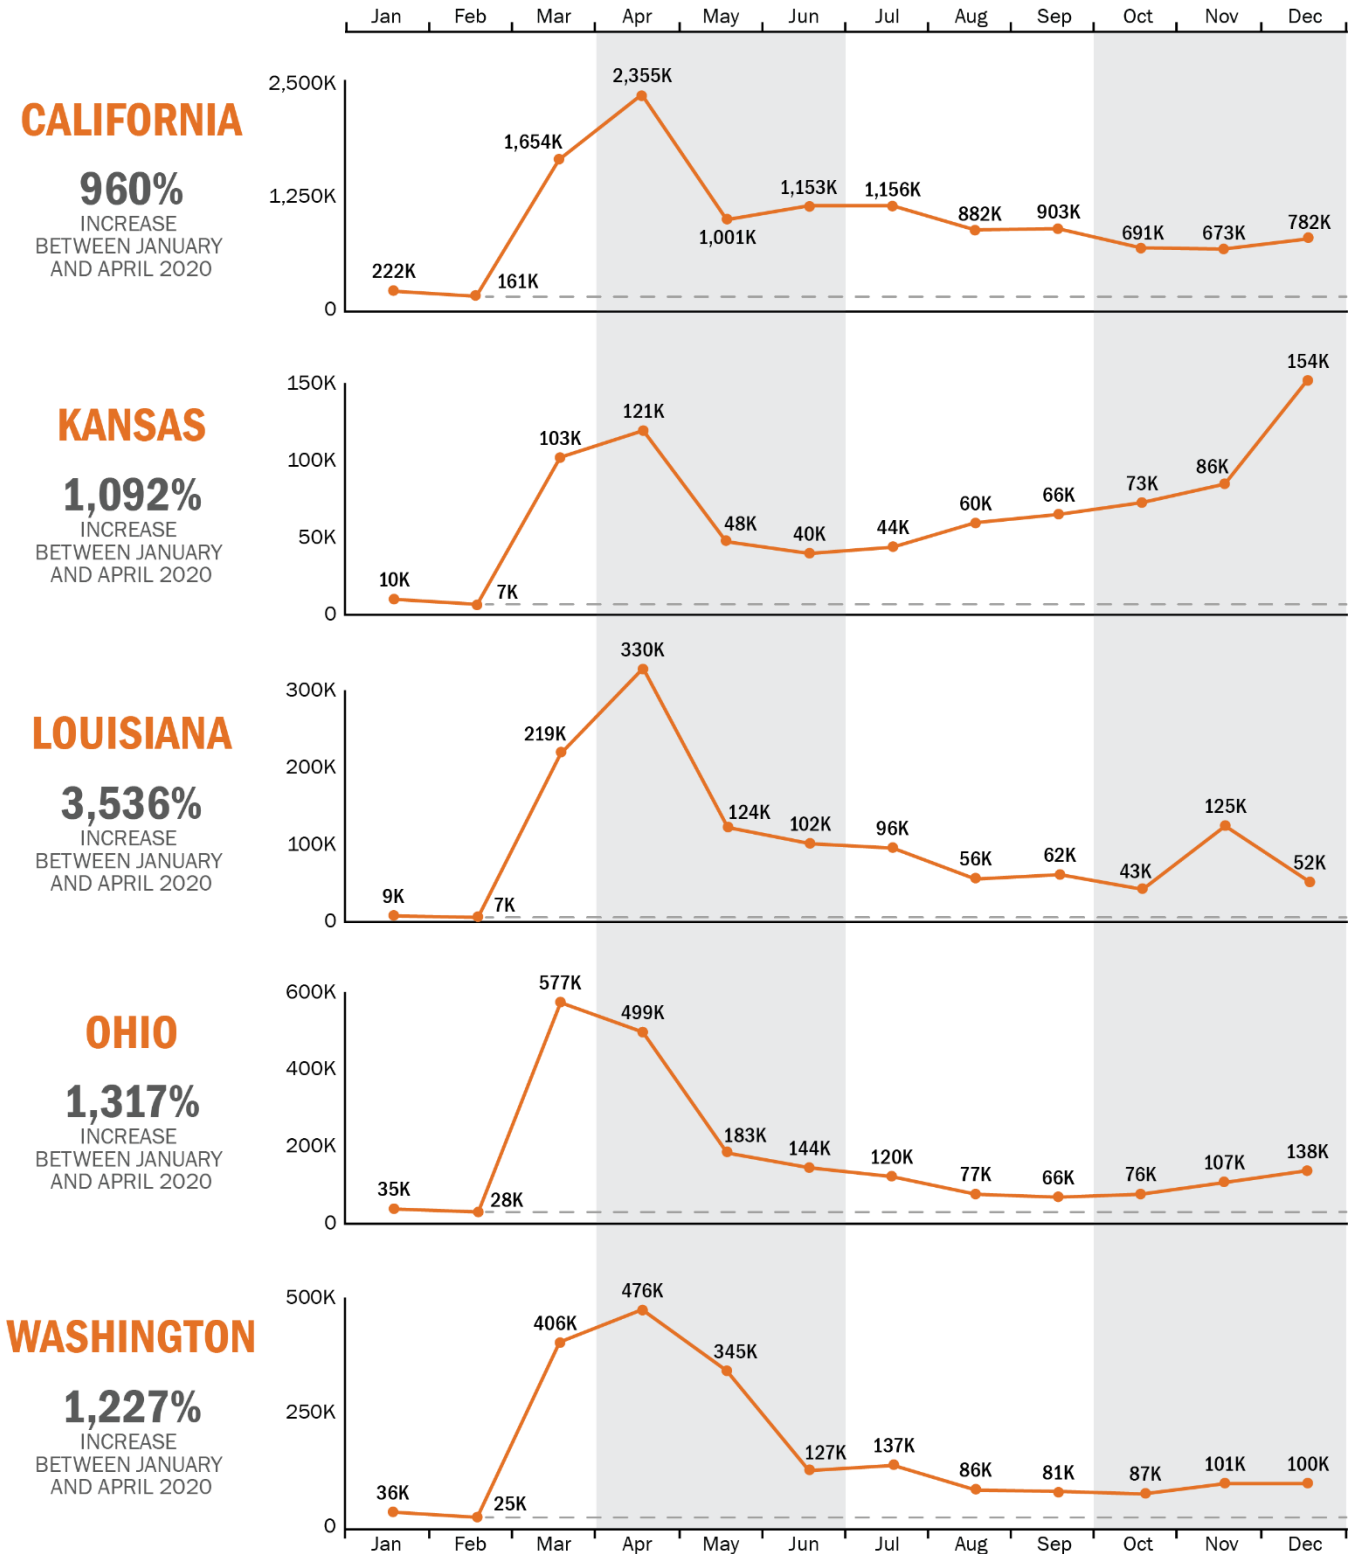 Jan Feb Mar Apr May Jun Jul Aug Sep Oct Nov Dec
CALIFORNIA
960%
INCREASE
BETWEEN JANUARY
AND APRIL 2020
2,500K
1,250K
0
222K 161K 1,654K 2,355K 1,001K 1,153K 1,156K 882K 903K 691K 673K 782K
KANSAS
1,092%
INCREASE
BETWEEN JANUARY
AND APRIL 2020
150K
100K
50K
0
10K 7K 103K 121K 48K 40K 44K 60K 66K 73K 86K 154K
LOUISIANA
3,536%
INCREASE
BETWEEN JANUARY
AND APRIL 2020
300K
200K
100K
0
9K 7K 219K 330K 124K 102K 96K 56K 62K 43K 125K 52K
OHIO
1,317%
INCREASE
BETWEEN JANUARY
AND APRIL 2020
600K
400K
200K
0
35K 28K 577K 499K 183K 144K 120K 77K 66K 76K 107K 138K
WASHINGTON
1,227%
INCREASE
BETWEEN JANUARY
AND APRIL 2020
500K
250K
0
36K 25K 406K 476K 345K 127K 137K 86K 81K 87K 101K 100K
Jan Feb Mar Apr May Jun Jul Aug Sep Oct Nov Dec